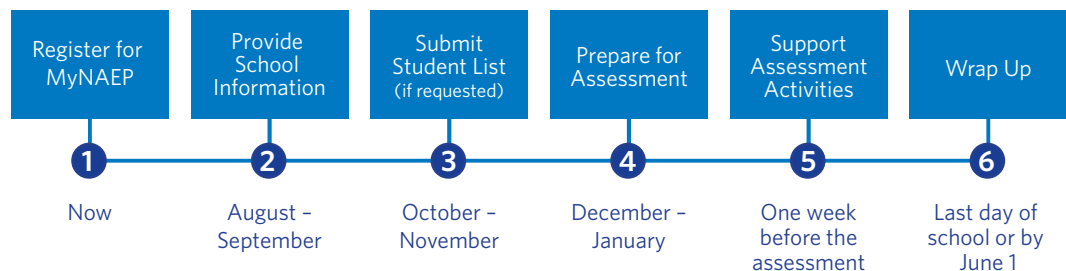 Register for
MyNAEP
Provide
School
Information
Submit
Student List
(if requested)
Prepare for
Assessment
Support
Assessment
Activities
Wrap Up
1
2
3
4
5
6
Now
August –
September
October –
November
December –
January
One week
before the
assessment
Last day of
school or by
June 1